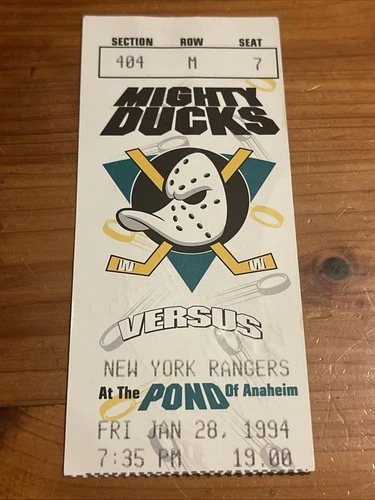 SECTION ROW SEAT
404 M 7
MIGHTY
DUCKS
VERSUS
NEW YORK RANGERS
At The POND Of Anaheim
FRI JAN 28, 1994
7:35 PM 19.00